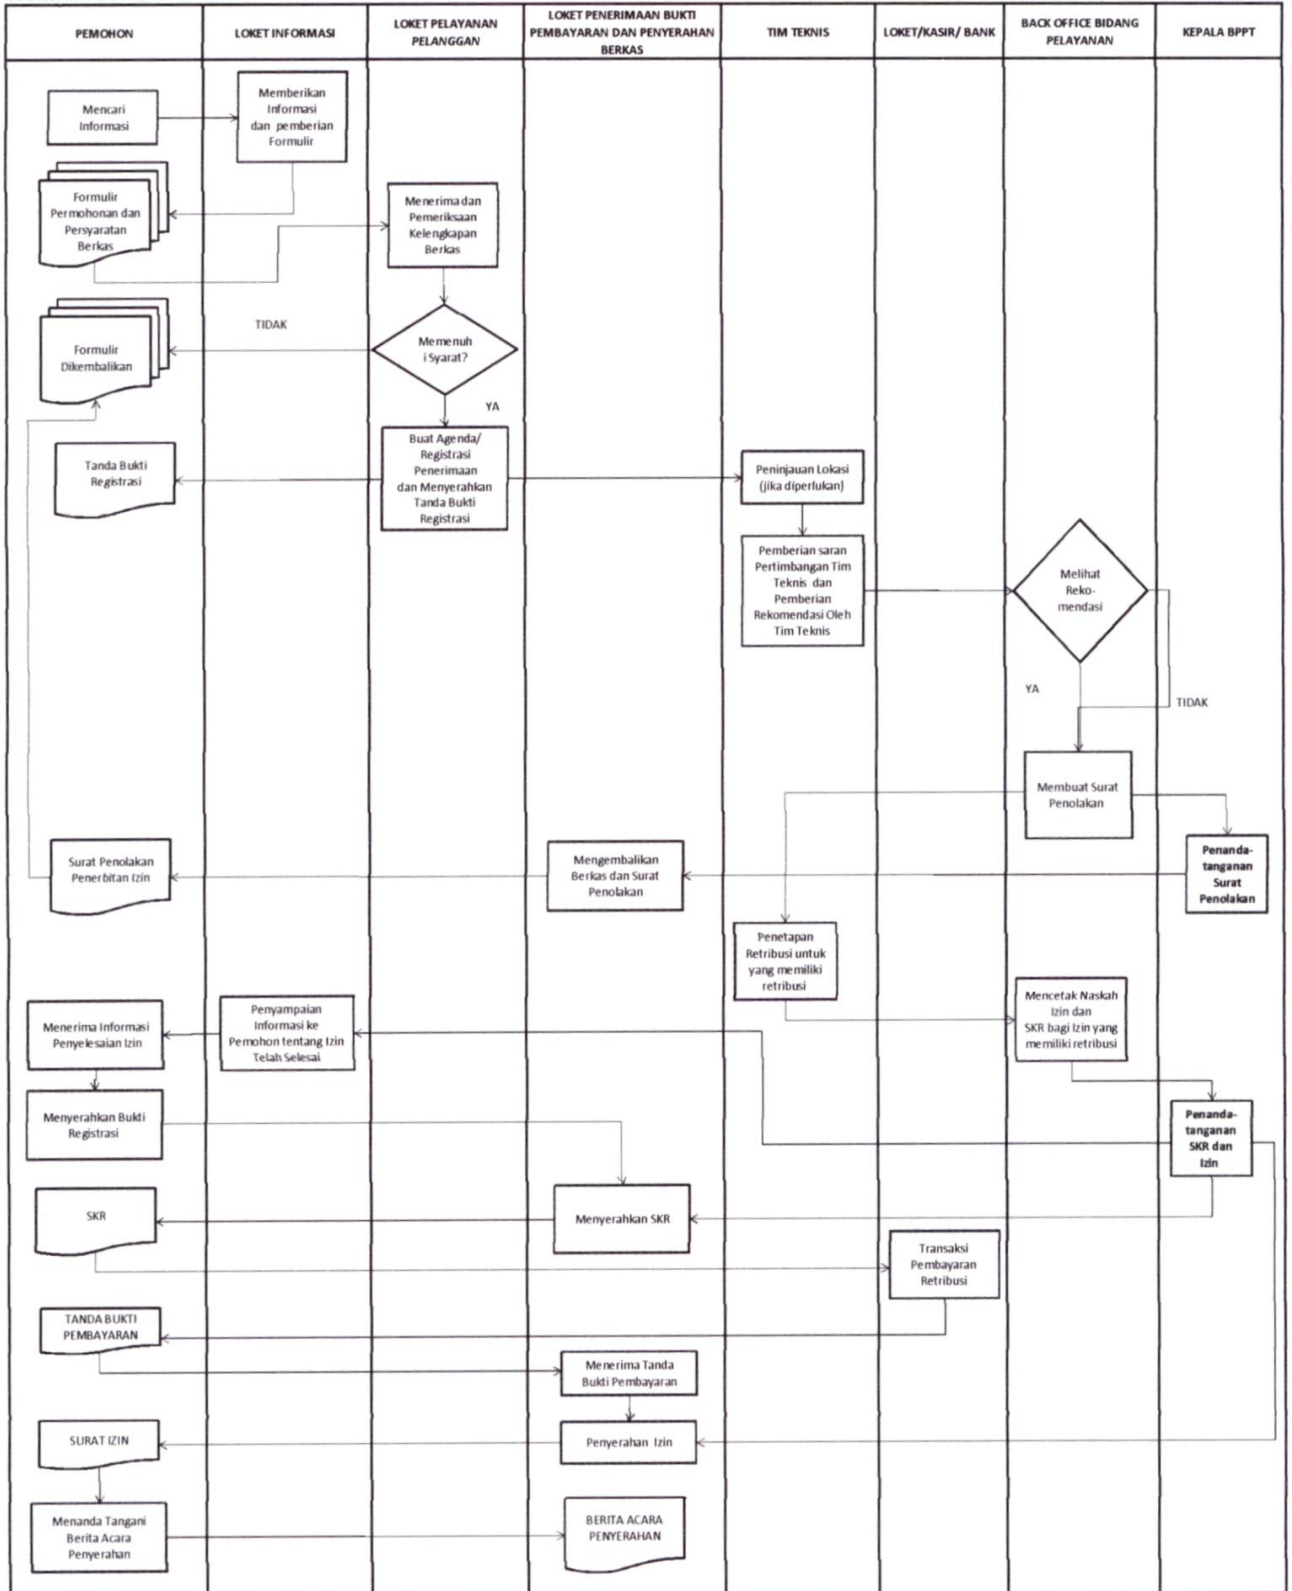 PEMOHON
LOKET INFORMASI
LOKET PELAYANAN
PELANGGAN
LOKET PENERIMAAN BUKTI
PEMBAYARAN DAN PENYERAHAN
BERKAS
TIM TEKNIS
LOKET/KASIR/ BANK
BACK OFFICE BIDANG
PELAYANAN
KEPALA BPPT
Mencari
Informasi
Memberikan
Informasi
dan pemberian
Formulir
Formulir
Permohonan dan
Persyaratan
Berkas
Menerima dan
Pemeriksaan
Kelengkapan
Berkas
TIDAK
Formulir
Dikembalikan
Memenuh
i Syarat?
YA
Tanda Bukti
Registrasi
Buat Agenda/
Registrasi
Penerimaan
dan Menyerahkan
Tanda Bukti
Registrasi
Peninjauan Lokasi
(jika diperlukan)
Pemberian saran
Pertimbangan Tim
Teknis dan
Pemberian
Rekomendasi Oleh
Tim Teknis
Melihat
Reko-
mendasi
YA
TIDAK
Membuat Surat
Penolakan
Surat Penolakan
Penerbitan Izin
Mengembalikan
Berkas dan Surat
Penolakan
Penanda-
tanganan
Surat
Penolakan
Penetapan
Retribusi untuk
yang memiliki
retribusi
Menerima Informasi
Penyelesaian Izin
Penyampaian
Informasi ke
Pemohon tentang Izin
Telah Selesai
Mencetak Naskah
Izin dan
SKR bagi Izin yang
memiliki retribusi
Menyerahkan Bukti
Registrasi
Penanda-
tanganan
SKR dan
Izin
SKR
Menyerahkan SKR
Transaksi
Pembayaran
Retribusi
TANDA BUKTI
PEMBAYARAN
Menerima Tanda
Bukti Pembayaran
SURAT IZIN
Penyerahan Izin
Menanda Tangani
Berita Acara
Penyerahan
BERITA ACARA
PENYERAHAN